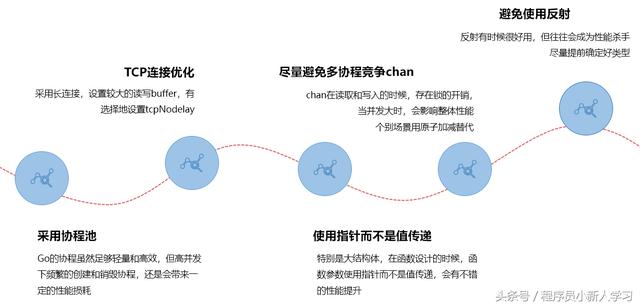 避免使用反射
反射有时候很好用，但往往会成为性能杀手
尽量提前确定好类型
TCP连接优化
采用长连接，设置较大的读写buffer，有
选择地设置tcpNodelay
尽量避免多协程竞争chan
chan在读取和写入的时候，存在锁的开销，
当并发大时，会影响整体性能
个别场景用原子加减替代
采用协程池
Go的协程虽然足够轻量和高效，但高并发
下频繁的创建和销毁协程，还是会带来一
定的性能损耗
使用指针而不是值传递
特别是大结构体，在函数设计的时候，函
数参数使用指针而不是值传递，会有不错
的性能提升
头条号 / 程序员小新人学习